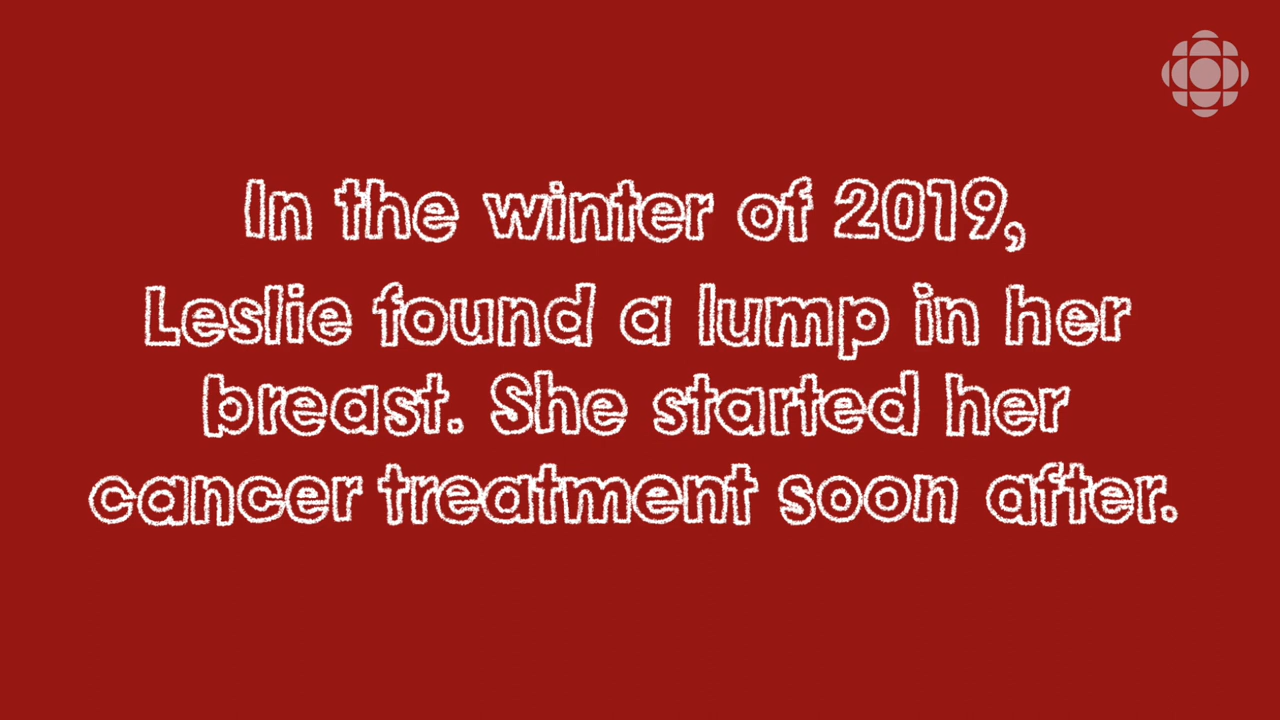 In the winter of 2019,
Leslie found a lump in her
breast. She started her
cancer treatment soon after.